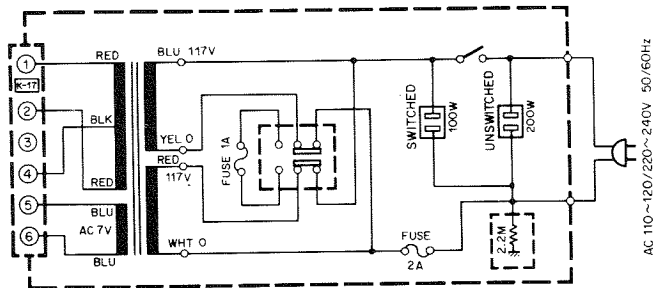 RED
BLU 117V
1
K-17
2
BLK
3
4
YEL 0
RED
117V
RED
5
BLU
AC 7V
6
BLU
WHT 0
FUSE 1A
FUSE
2A
SWITCHED
100W
UNSWITCHED
200W
2.2M
AC 110~120/220~240V 50/60Hz